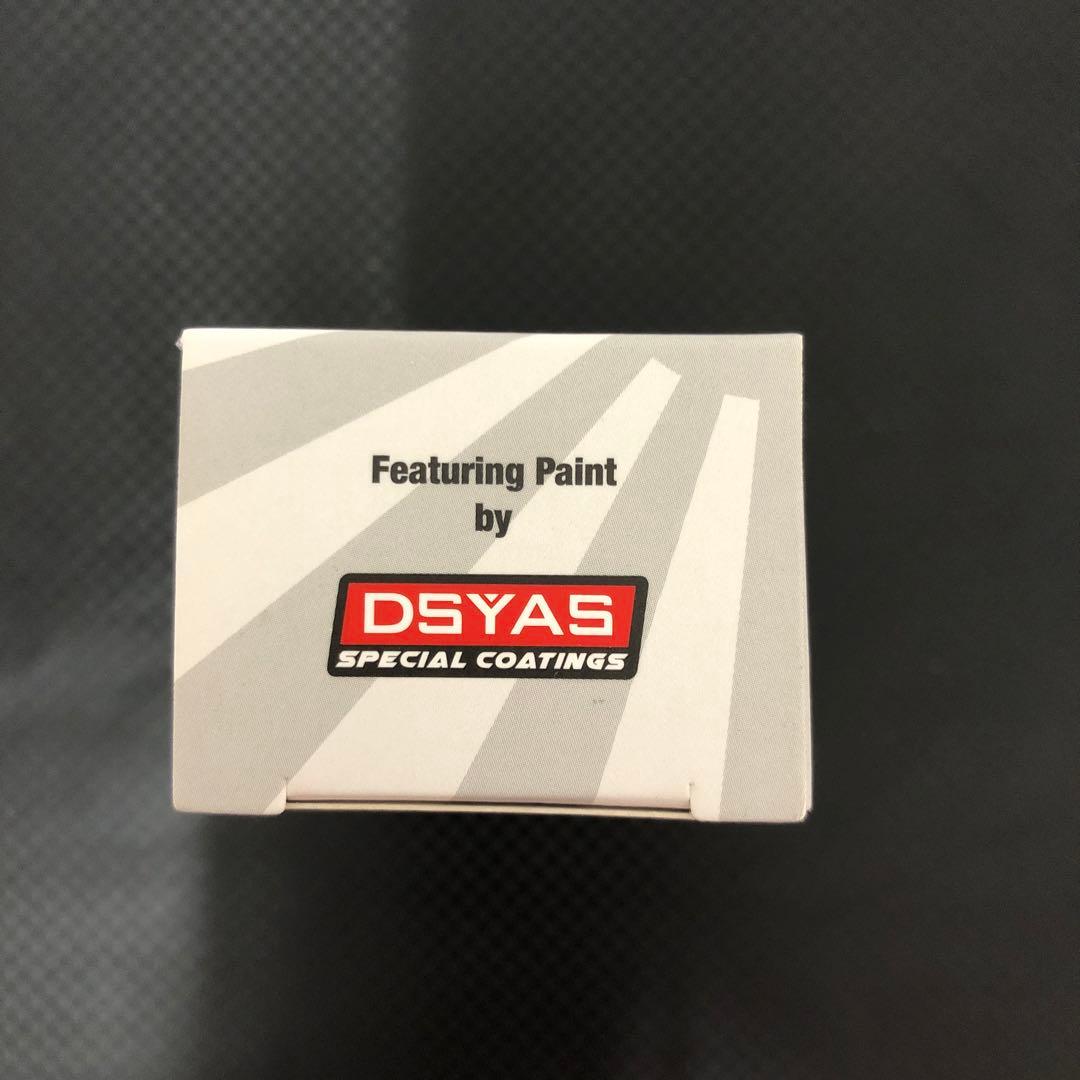 Featuring Paint
by
DSYAS
SPECIAL COATINGS